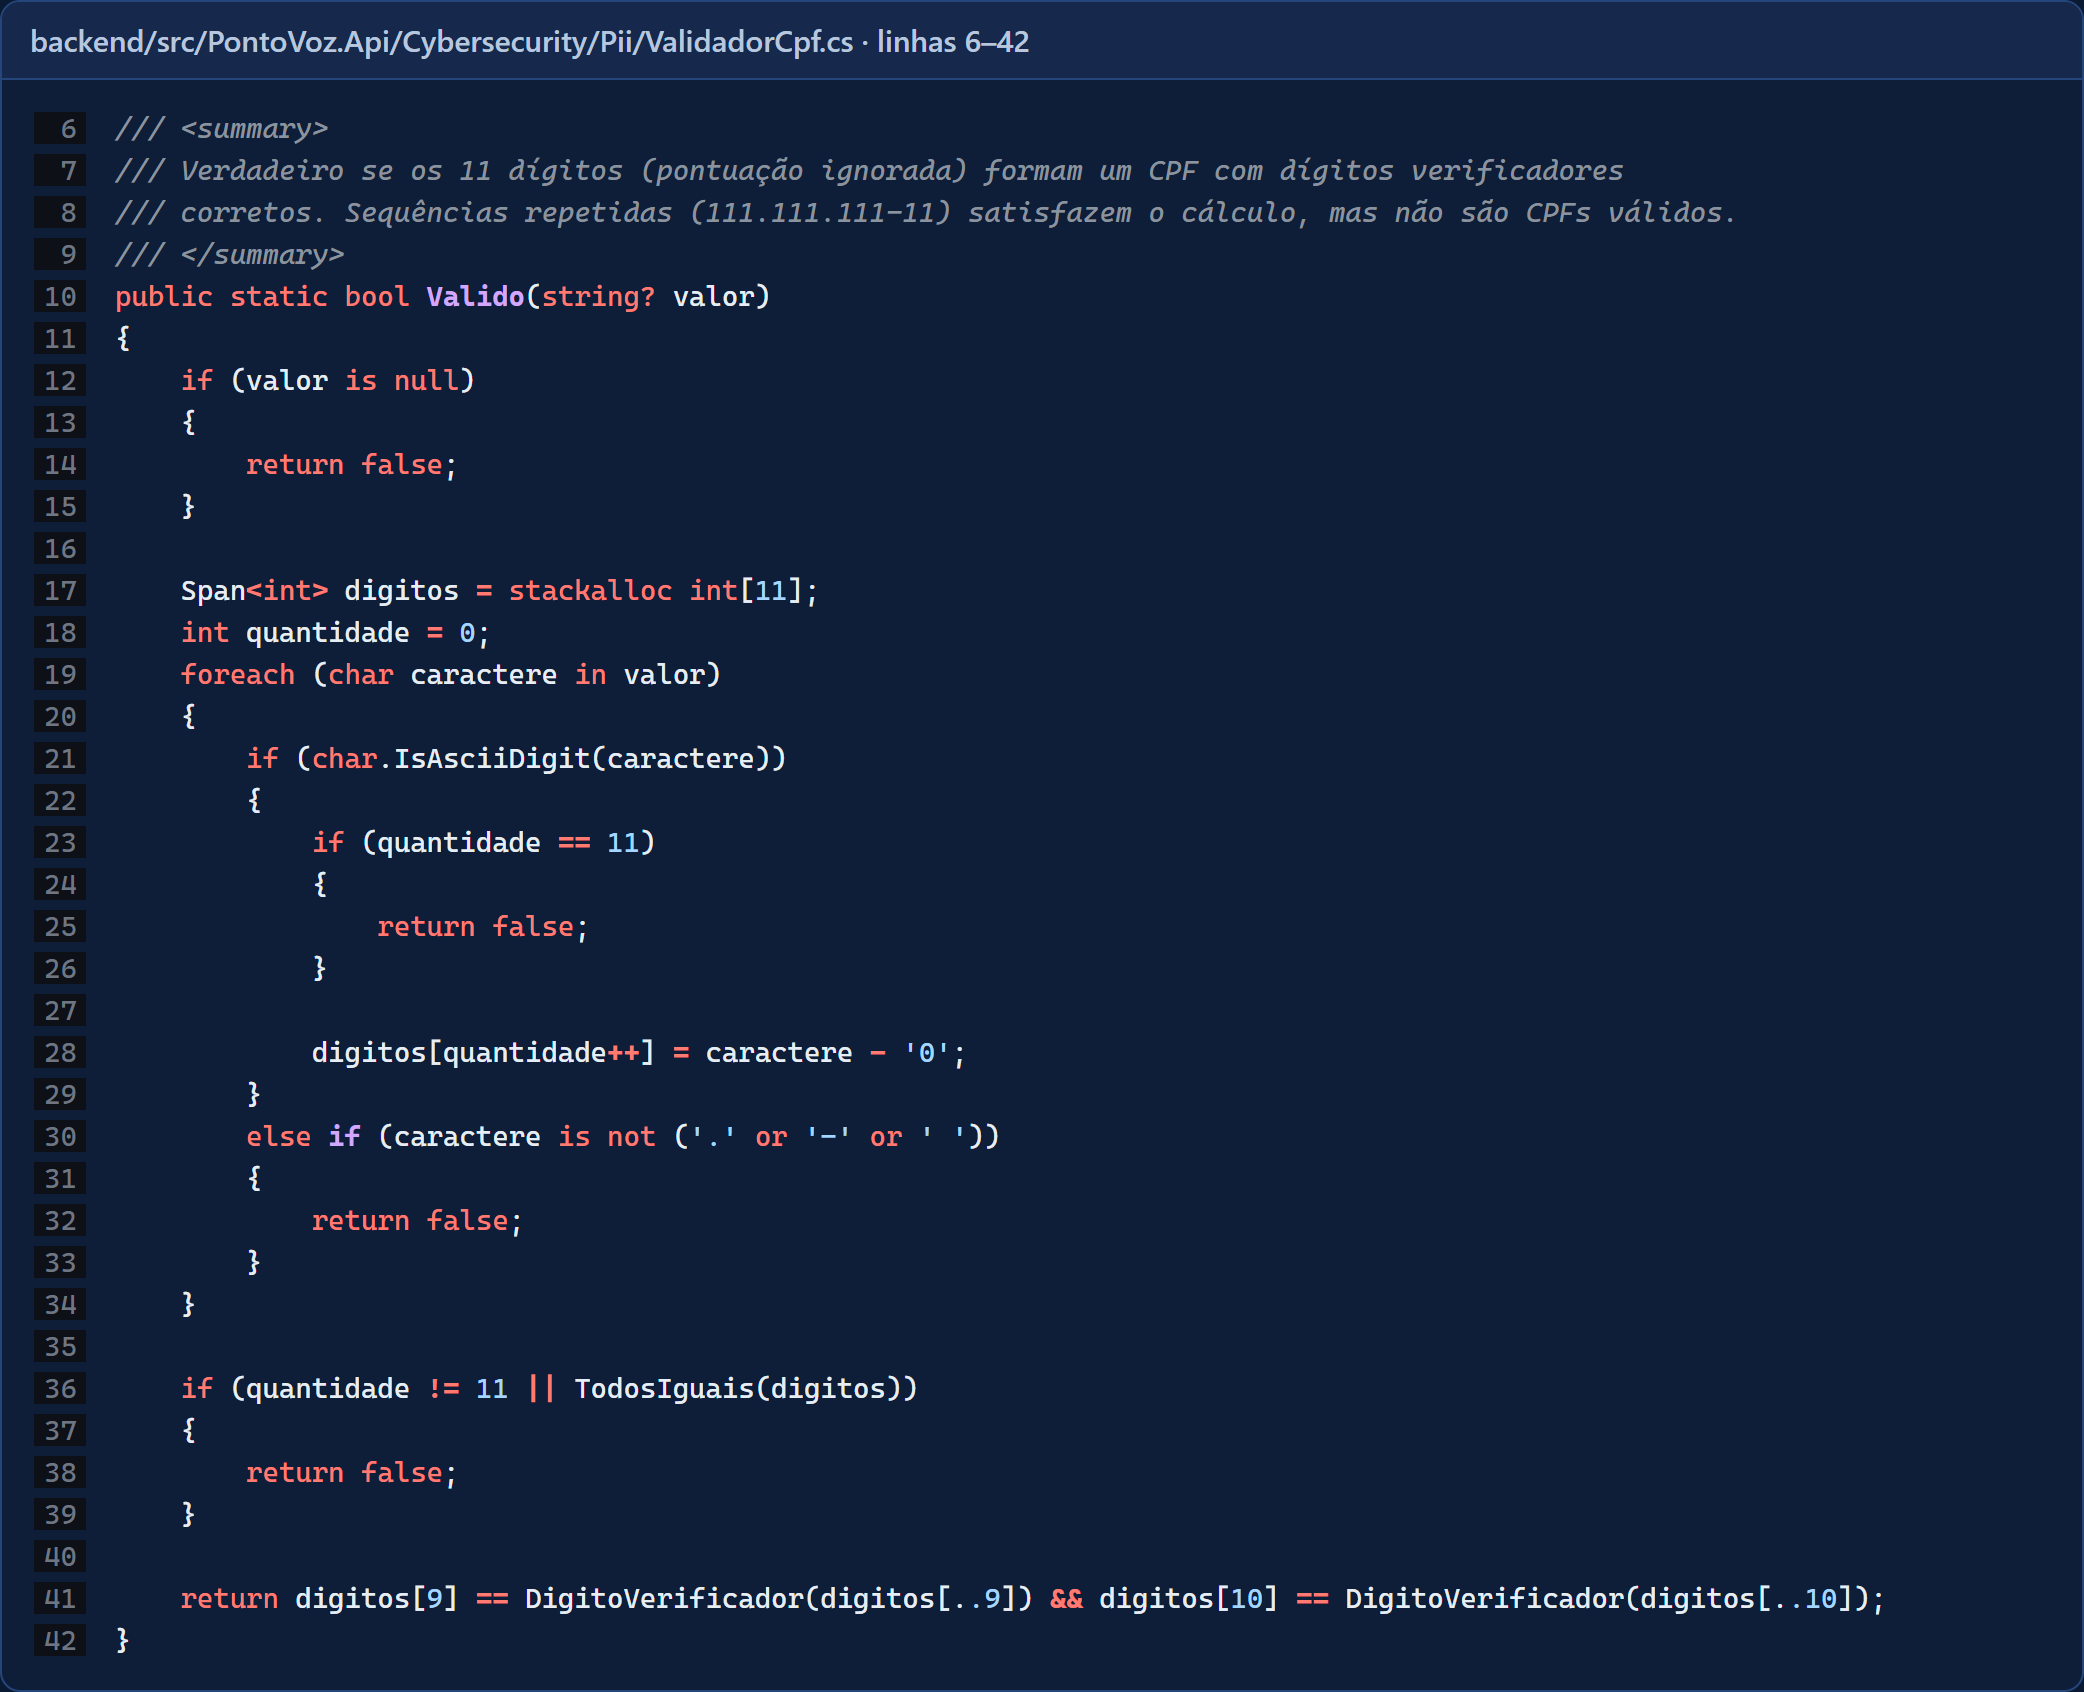 backend/src/PontoVoz.Api/Cybersecurity/Pii/ValidadorCpf.cs · linhas 6–42
6 /// <summary>
7 /// Verdadeiro se os 11 dígitos (pontuação ignorada) formam um CPF com dígitos verificadores
8 /// corretos. Sequências repetidas (111.111.111-11) satisfazem o cálculo, mas não são CPFs válidos.
9 /// </summary>
10 public static bool Valido(string? valor)
11 {
12     if (valor is null)
13     {
14         return false;
15     }
16
17     Span<int> digitos = stackalloc int[11];
18     int quantidade = 0;
19     foreach (char caractere in valor)
20     {
21         if (char.IsAsciiDigit(caractere))
22         {
23             if (quantidade == 11)
24             {
25                 return false;
26             }
27
28             digitos[quantidade++] = caractere - '0';
29         }
30         else if (caractere is not ('.' or '-' or ' '))
31         {
32             return false;
33         }
34     }
35
36     if (quantidade != 11 || TodosIguais(digitos))
37     {
38         return false;
39     }
40
41     return digitos[9] == DigitoVerificador(digitos[..9]) && digitos[10] == DigitoVerificador(digitos[..10]);
42 }